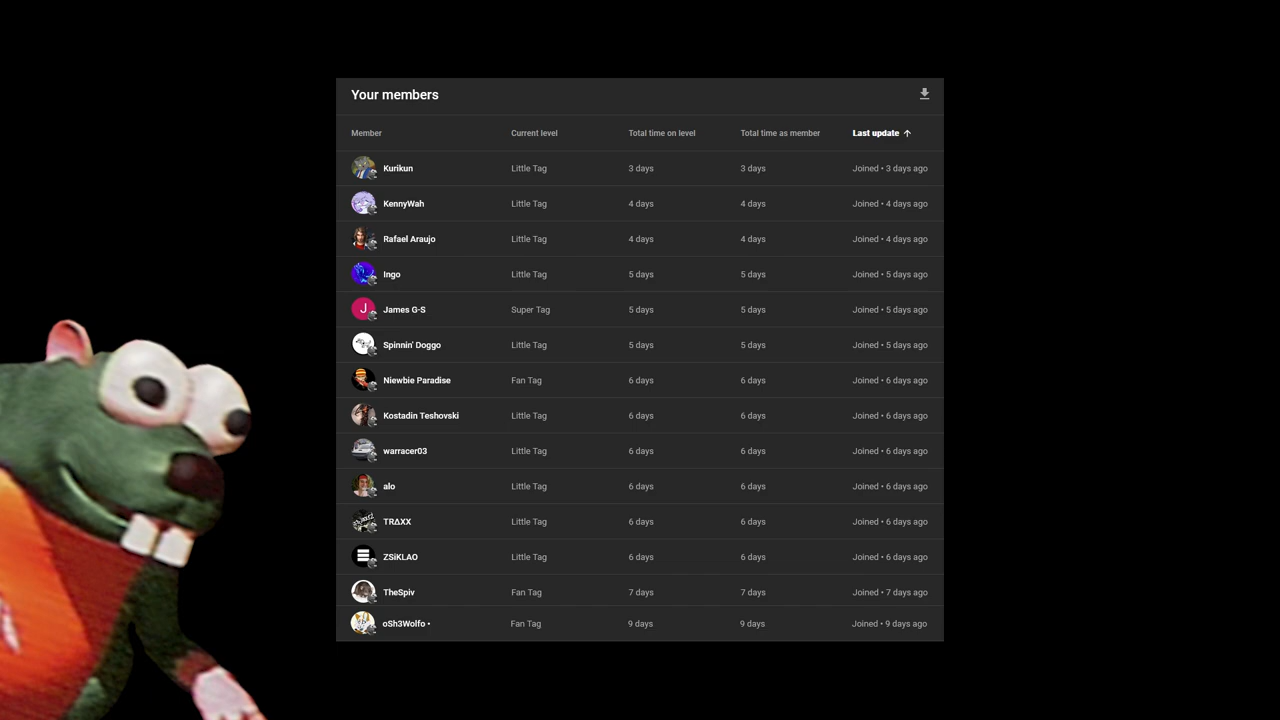 Your members
Member Current level Total time on level Total time as member Last update
Kurikun Little Tag 3 days 3 days Joined • 3 days ago
KennyWah Little Tag 4 days 4 days Joined • 4 days ago
Rafael Araujo Little Tag 4 days 4 days Joined • 4 days ago
Ingo Little Tag 5 days 5 days Joined • 5 days ago
J James G-S Super Tag 5 days 5 days Joined • 5 days ago
Spinnin' Doggo Little Tag 5 days 5 days Joined • 5 days ago
Niewbie Paradise Fan Tag 6 days 6 days Joined • 6 days ago
Kostadin Teshovski Little Tag 6 days 6 days Joined • 6 days ago
warracer03 Little Tag 6 days 6 days Joined • 6 days ago
alo Little Tag 6 days 6 days Joined • 6 days ago
TRΔXX Little Tag 6 days 6 days Joined • 6 days ago
ZSiKLAO Little Tag 6 days 6 days Joined • 6 days ago
TheSpiv Fan Tag 7 days 7 days Joined • 7 days ago
oSh3Wolfo • Fan Tag 9 days 9 days Joined • 9 days ago